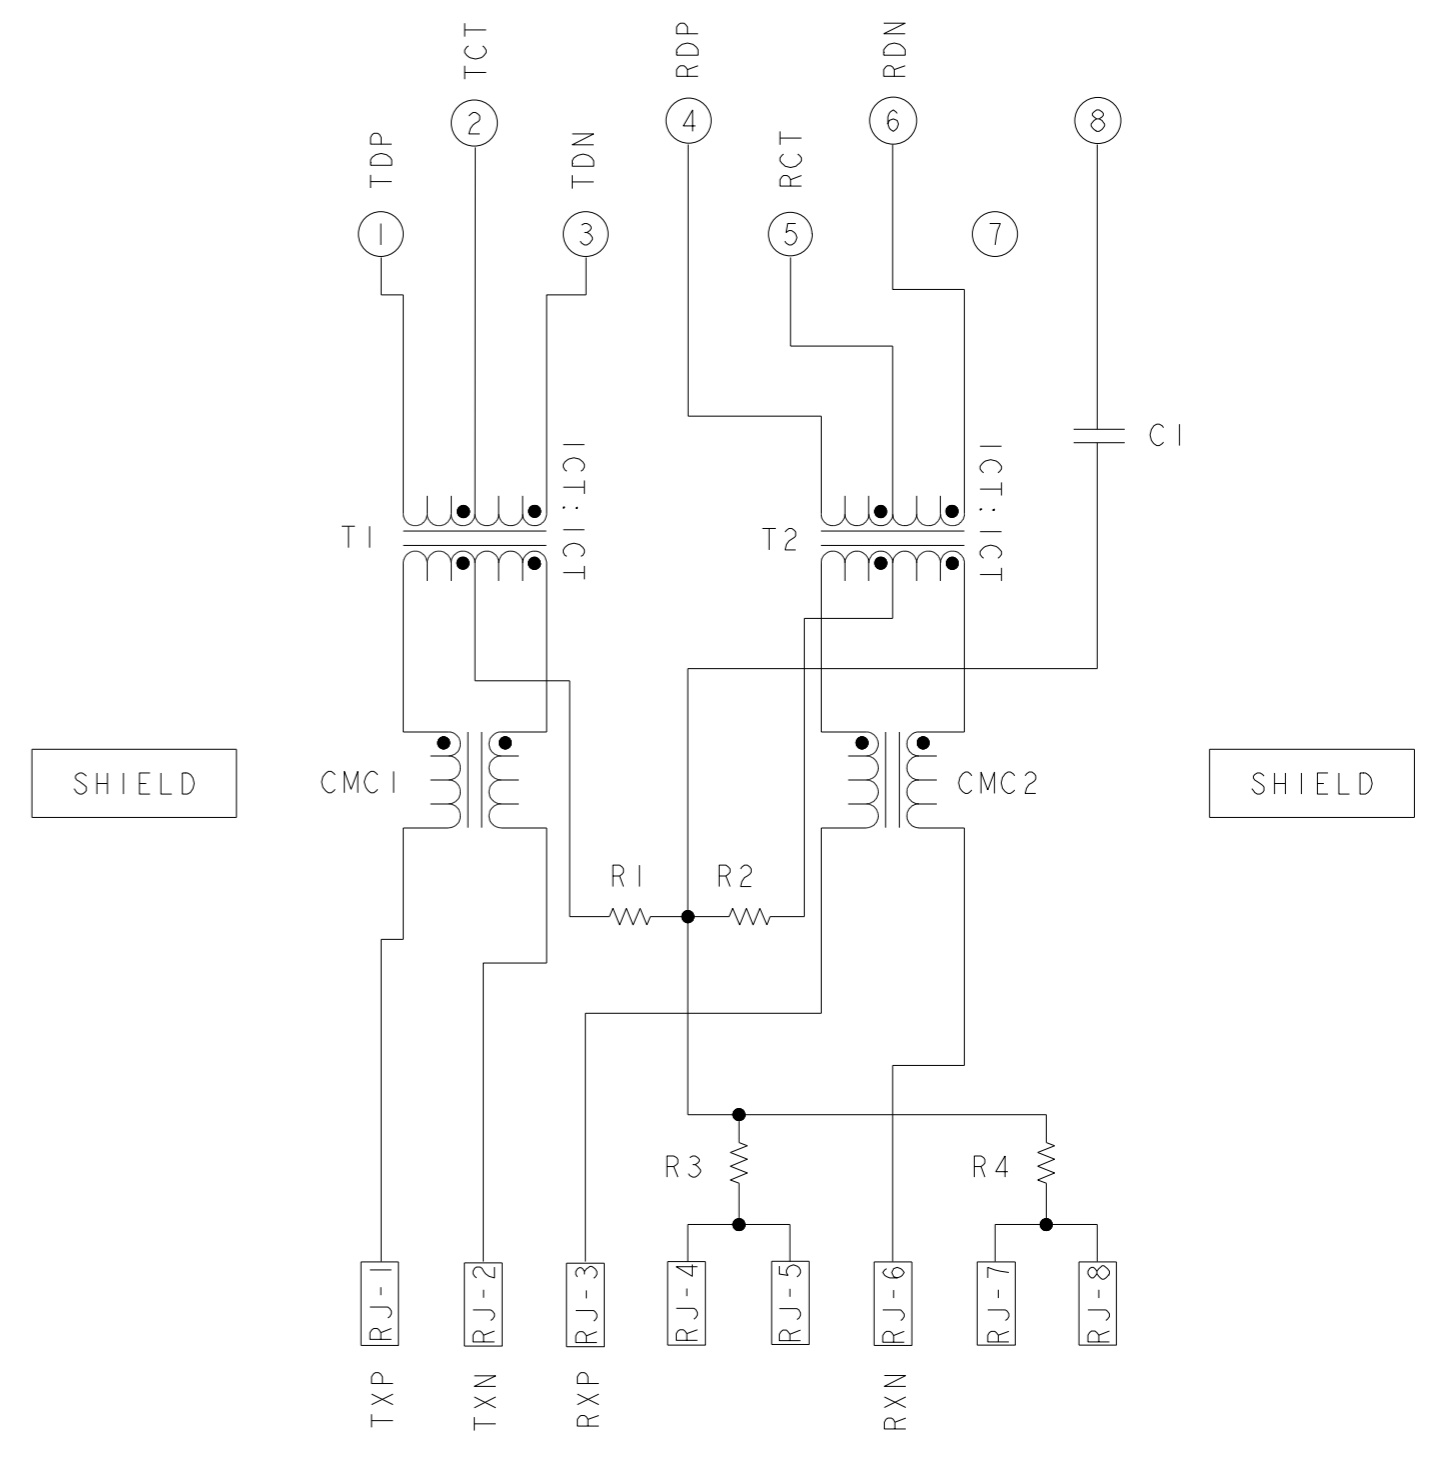 TCT
RDP
RDN
2
4
6
8
TDP
TDN
RCT
1
3
5
7
C1
1CT:1CT
1CT:1CT
T1
T2
SHIELD
CMC1
CMC2
SHIELD
R1
R2
R3
R4
RJ-1
RJ-2
RJ-3
RJ-4
RJ-5
RJ-6
RJ-7
RJ-8
TXP
TXN
RXP
RXN